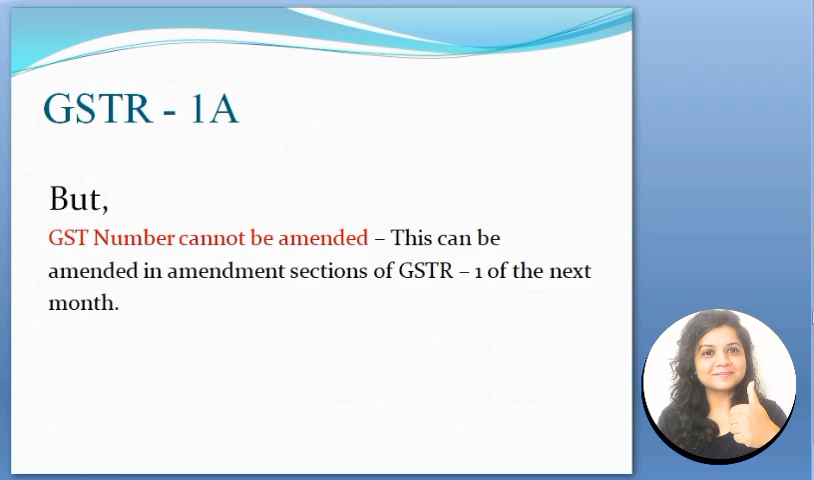 GSTR - 1A
But,
GST Number cannot be amended – This can be
amended in amendment sections of GSTR – 1 of the next
month.